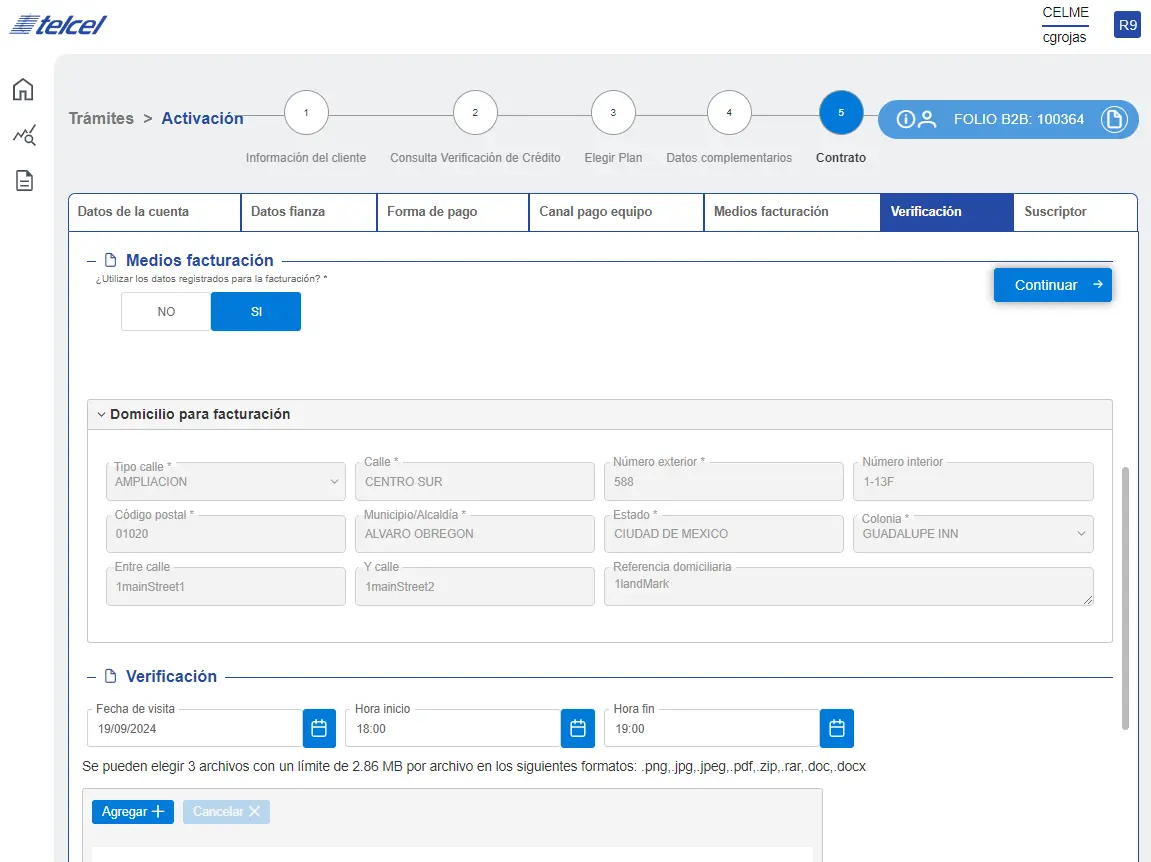 telcel
CELME
cgrojas
R9
Trámites > Activación
1
2
3
4
5
Información del cliente
Consulta Verificación de Crédito
Elegir Plan
Datos complementarios
Contrato
FOLIO B2B: 100364
Datos de la cuenta
Datos fianza
Forma de pago
Canal pago equipo
Medios facturación
Verificación
Suscriptor
Medios facturación
¿Utilizar los datos registrados para la facturación? *
NO
SI
Continuar
Domicilio para facturación
Tipo calle *
AMPLIACION
Calle *
CENTRO SUR
Número exterior *
588
Número interior
1-13F
Código postal *
01020
Municipio/Alcaldía *
ALVARO OBREGON
Estado *
CIUDAD DE MEXICO
Colonia *
GUADALUPE INN
Entre calle
1mainStreet1
Y calle
1mainStreet2
Referencia domiciliaria
1landMark
Verificación
Fecha de visita
19/09/2024
Hora inicio
18:00
Hora fin
19:00
Se pueden elegir 3 archivos con un límite de 2.86 MB por archivo en los siguientes formatos: .png,.jpg,.jpeg,.pdf,.zip,.rar,.doc,.docx
Agregar
Cancelar